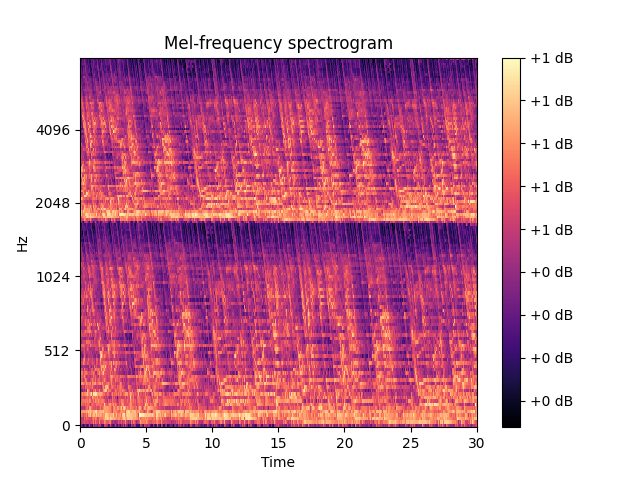 Mel-frequency spectrogram
Hz
4096
2048
1024
512
0
0 5 10 15 20 25 30
Time
+1 dB
+1 dB
+1 dB
+1 dB
+1 dB
+0 dB
+0 dB
+0 dB
+0 dB